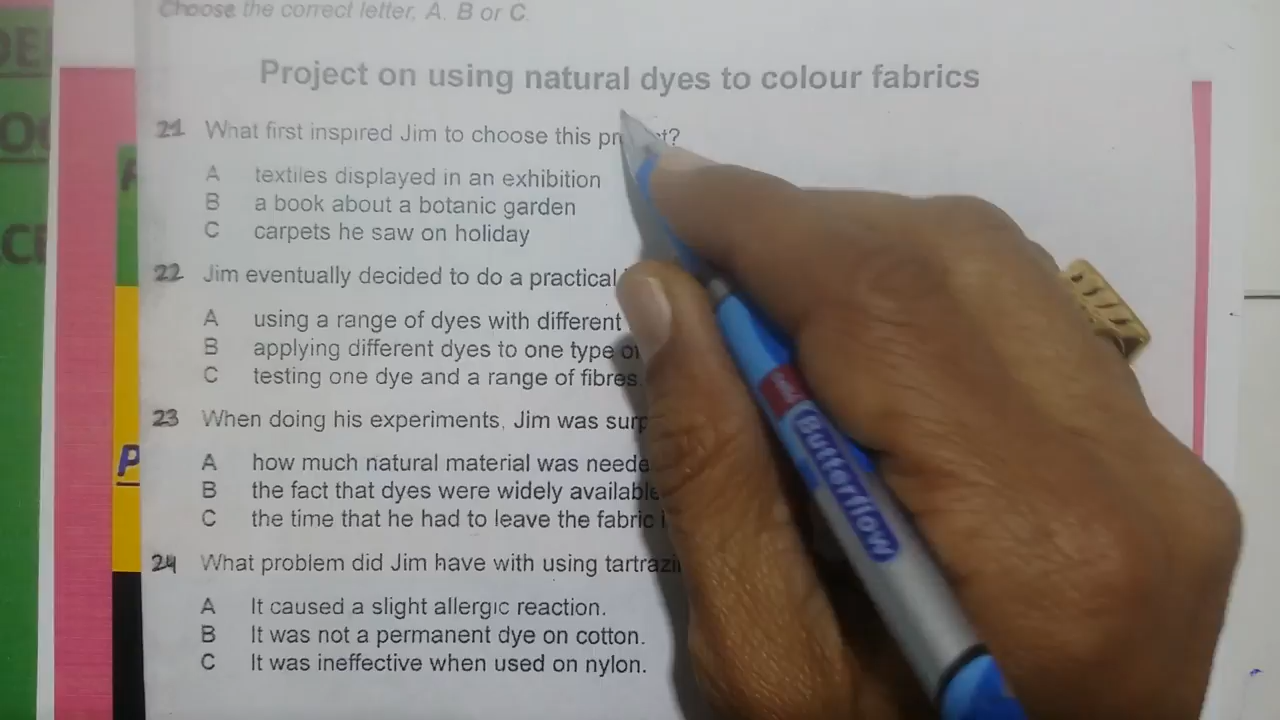 Choose the correct letter, A. B or C.
Project on using natural dyes to colour fabrics
21 What first inspired Jim to choose this
A textiles displayed in an exhibition
B a book about a botanic garden
C carpets he saw on holiday
22 Jim eventually decided to do a practical
A using a range of dyes with different
B applying different dyes to one type of
C testing one dye and a range of fibres.
23 When doing his experiments, Jim was
A how much natural material was
B the fact that dyes were widely available
C the time that he had to leave the fabric
24 What problem did Jim have with using
A It caused a slight allergic reaction.
B It was not a permanent dye on cotton.
C It was ineffective when used on nylon.
Butterflow
P